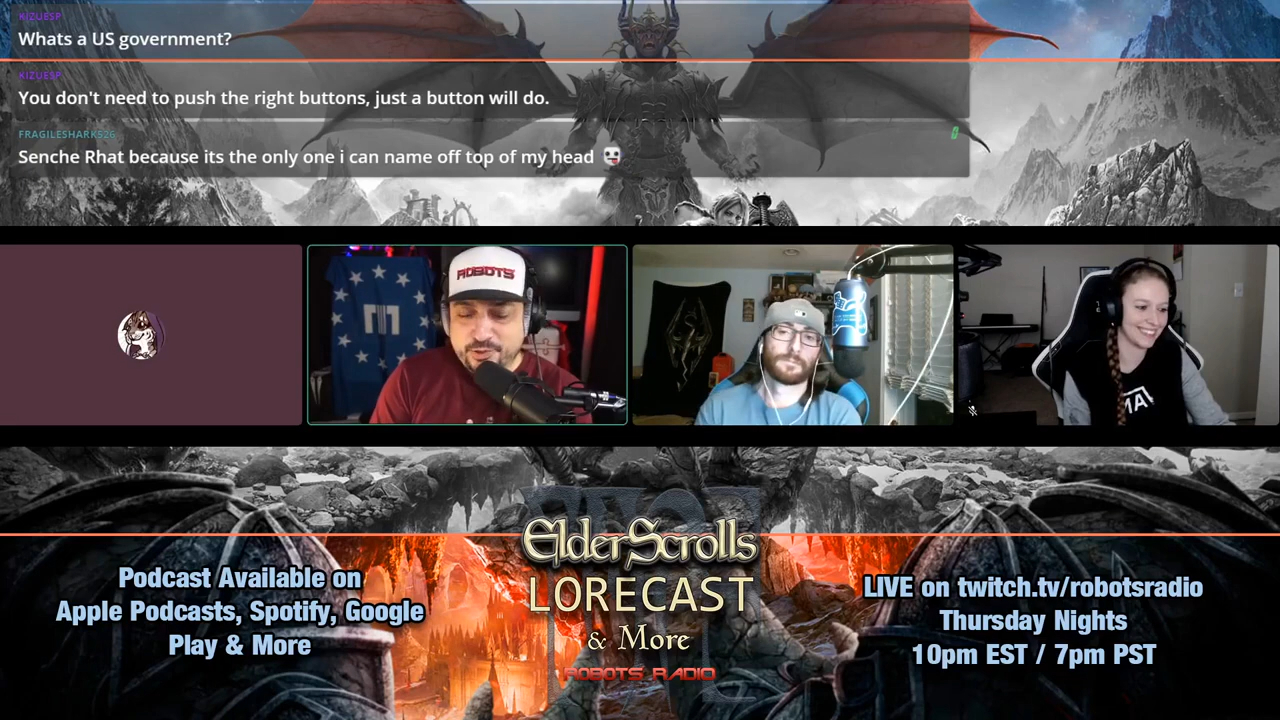 KIZUESP
Whats a US government?
KIZUESP
You don't need to push the right buttons, just a button will do.
FRAGILESHARK526
Senche Rhat because its the only one i can name off top of my head
ROBOTS
MA
ElderScrolls
LORECAST
& More
ROBOTS RADIO
Podcast Available on
Apple Podcasts, Spotify, Google
Play & More
LIVE on twitch.tv/robotsradio
Thursday Nights
10pm EST / 7pm PST